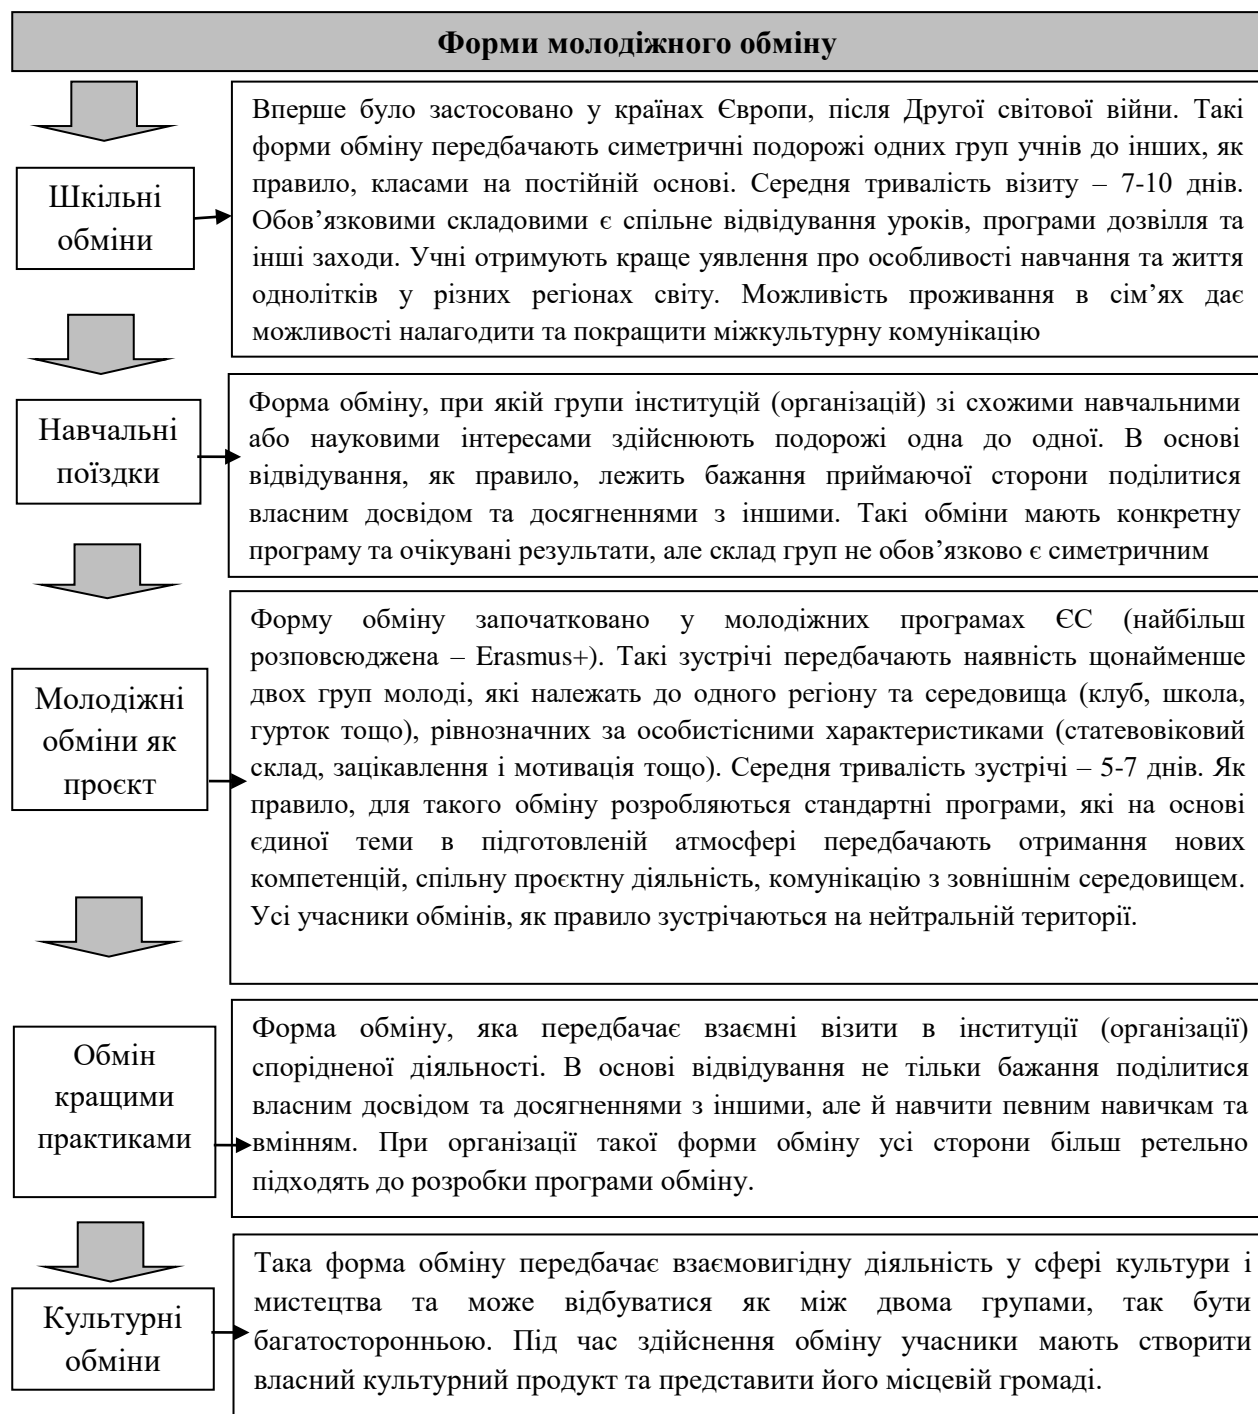 Форми молодіжного обміну
Шкільні
обміни
Вперше було застосовано у країнах Європи, після Другої світової війни. Такі
форми обміну передбачають симетричні подорожі одних груп учнів до інших, як
правило, класами на постійній основі. Середня тривалість візиту – 7-10 днів.
Обов’язковими складовими є спільне відвідування уроків, програми дозвілля та
інші заходи. Учні отримують краще уявлення про особливості навчання та життя
однолітків у різних регіонах світу. Можливість проживання в сім’ях дає
можливості налагодити та покращити міжкультурну комунікацію
Навчальні
поїздки
Форма обміну, при якій групи інституцій (організацій) зі схожими навчальними
або науковими інтересами здійснюють подорожі одна до одної. В основі
відвідування, як правило, лежить бажання приймаючої сторони поділитися
власним досвідом та досягненнями з іншими. Такі обміни мають конкретну
програму та очікувані результати, але склад груп не обов’язково є симетричним
Молодіжні
обміни як
проєкт
Форму обміну започатковано у молодіжних програмах ЄС (найбільш
розповсюджена – Erasmus+). Такі зустрічі передбачають наявність щонайменше
двох груп молоді, які належать до одного регіону та середовища (клуб, школа,
гурток тощо), рівнозначних за особистісними характеристиками (статевовіковий
склад, зацікавлення і мотивація тощо). Середня тривалість зустрічі – 5-7 днів. Як
правило, для такого обміну розробляються стандартні програми, які на основі
єдиної теми в підготовленій атмосфері передбачають отримання нових
компетенцій, спільну проєктну діяльність, комунікацію з зовнішнім середовищем.
Усі учасники обмінів, як правило зустрічаються на нейтральній території.
Обмін
кращими
практиками
Форма обміну, яка передбачає взаємні візити в інституції (організації)
спорідненої діяльності. В основі відвідування не тільки бажання поділитися
власним досвідом та досягненнями з іншими, але й навчити певним навичкам та
вмінням. При організації такої форми обміну усі сторони більш ретельно
підходять до розробки програми обміну.
Культурні
обміни
Така форма обміну передбачає взаємовигідну діяльність у сфері культури і
мистецтва та може відбуватися як між двома групами, так бути
багатосторонньою. Під час здійснення обміну учасники мають створити
власний культурний продукт та представити його місцевій громаді.